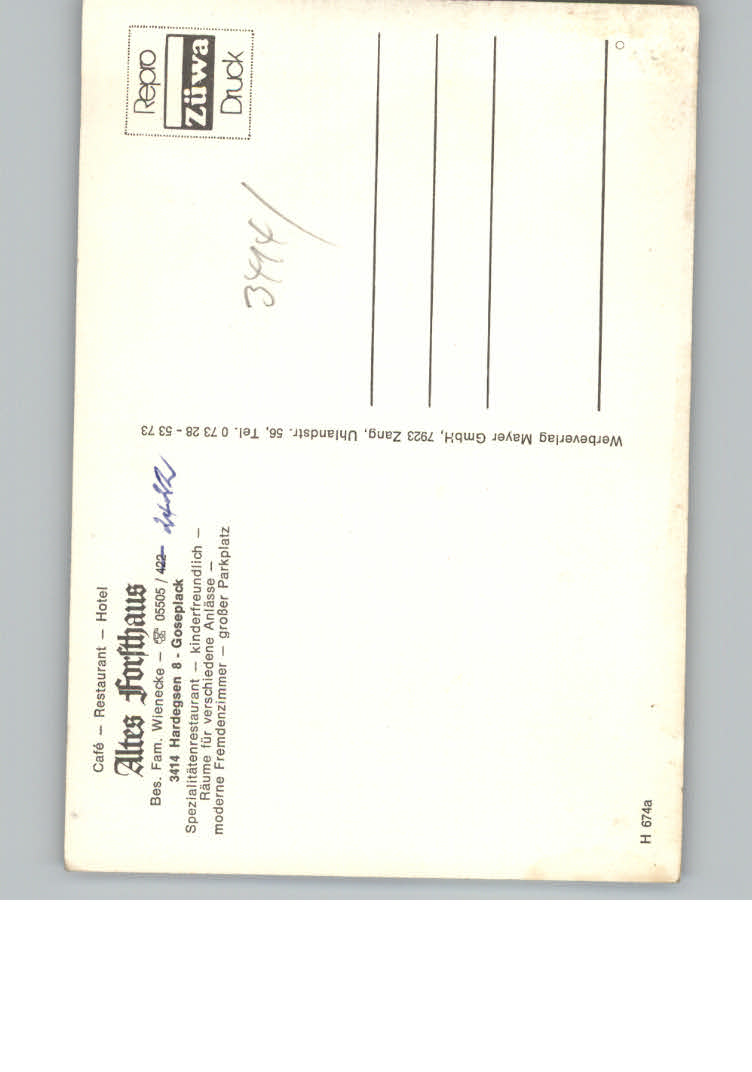 Café – Restaurant – Hotel
Altes Forsthaus
Bes. Fam. Wienecke – ☏ 05505 / 422 2422
3414 Hardegsen 8 - Goseplack
Spezialitätenrestaurant – kinderfreundlich –
Räume für verschiedene Anlässe –
moderne Fremdenzimmer – großer Parkplatz
H 674a
Werbeverlag Mayer GmbH, 7923 Zang, Uhlandstr. 56, Tel. 0 73 28 - 53 73
Repro
Züwa
Druck
3414/